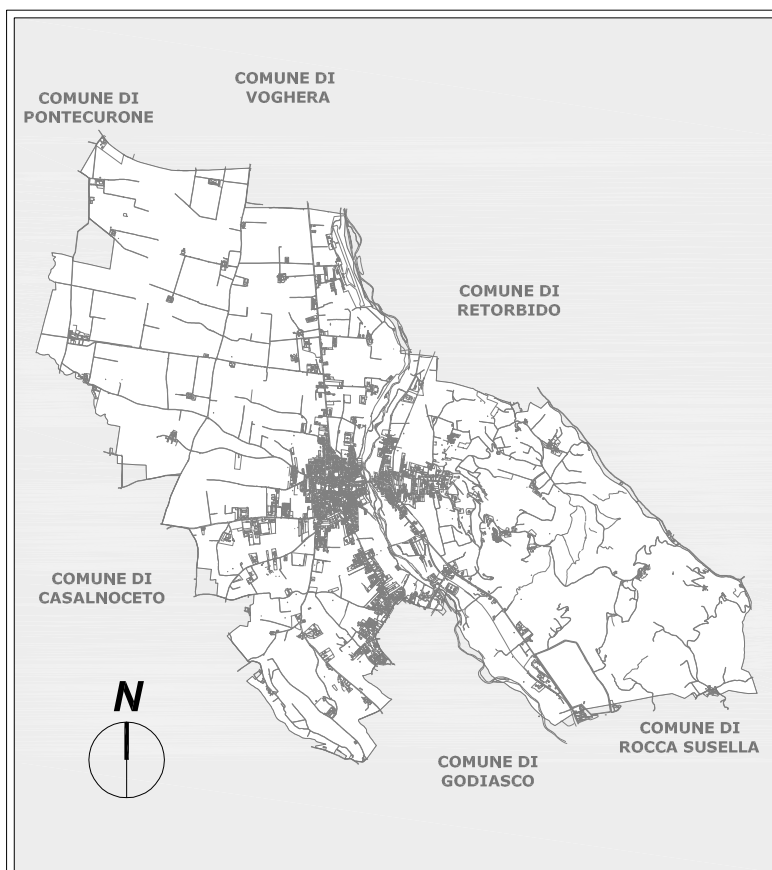 COMUNE DI
VOGHERA
COMUNE DI
PONTECURONE
COMUNE DI
RETORBIDO
COMUNE DI
CASALNOCETO
N
COMUNE DI
ROCCA SUSELLA
COMUNE DI
GODIASCO